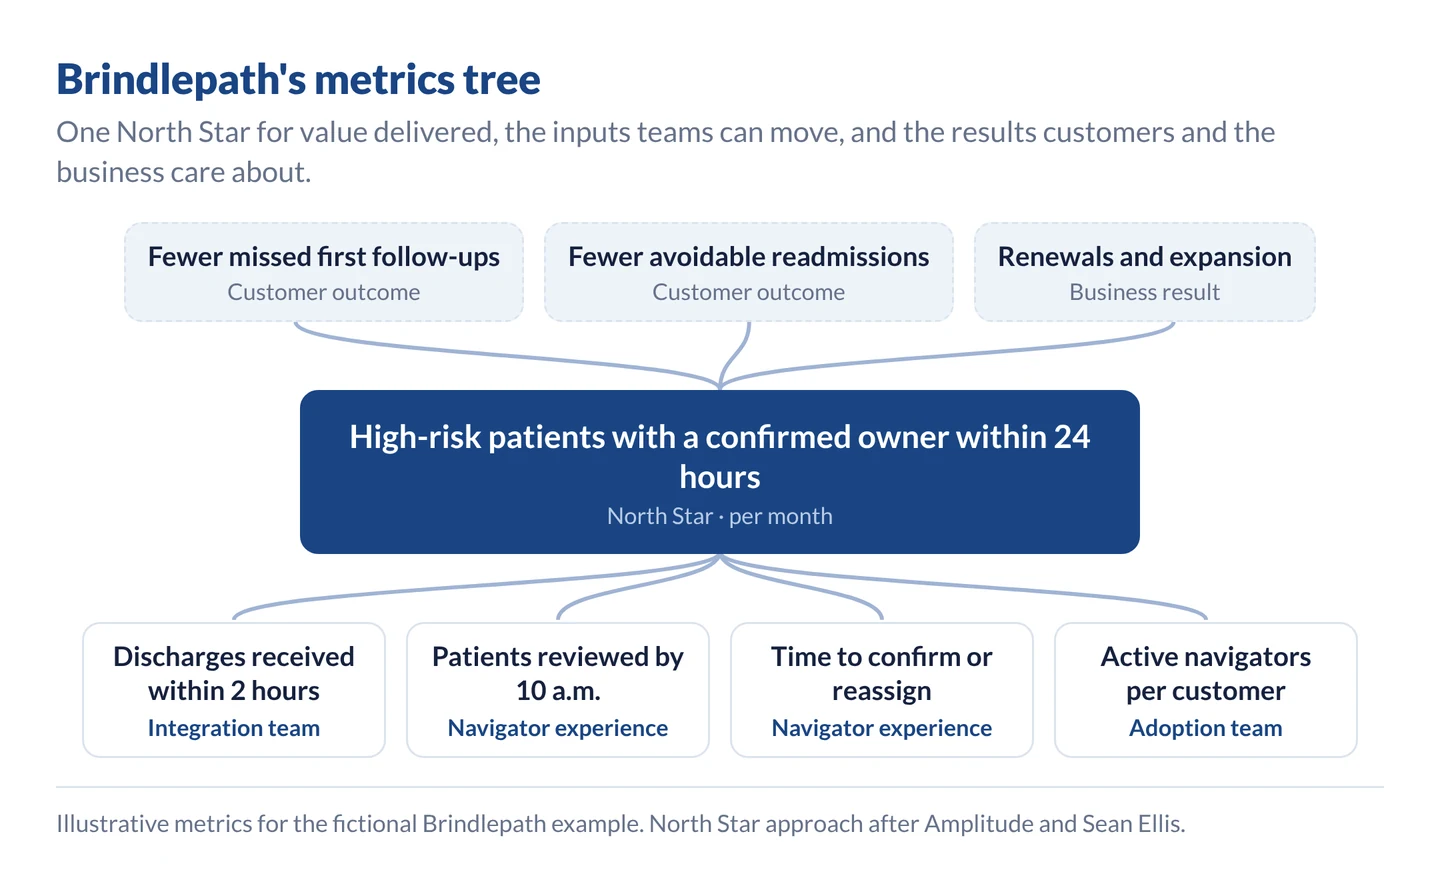 Brindlepath's metrics tree
One North Star for value delivered, the inputs teams can move, and the results customers and the
business care about.
Fewer missed first follow-ups
Customer outcome
Fewer avoidable readmissions
Customer outcome
Renewals and expansion
Business result
High-risk patients with a confirmed owner within 24
hours
North Star · per month
Discharges received
within 2 hours
Integration team
Patients reviewed by
10 a.m.
Navigator experience
Time to confirm or
reassign
Navigator experience
Active navigators
per customer
Adoption team
Illustrative metrics for the fictional Brindlepath example. North Star approach after Amplitude and Sean Ellis.